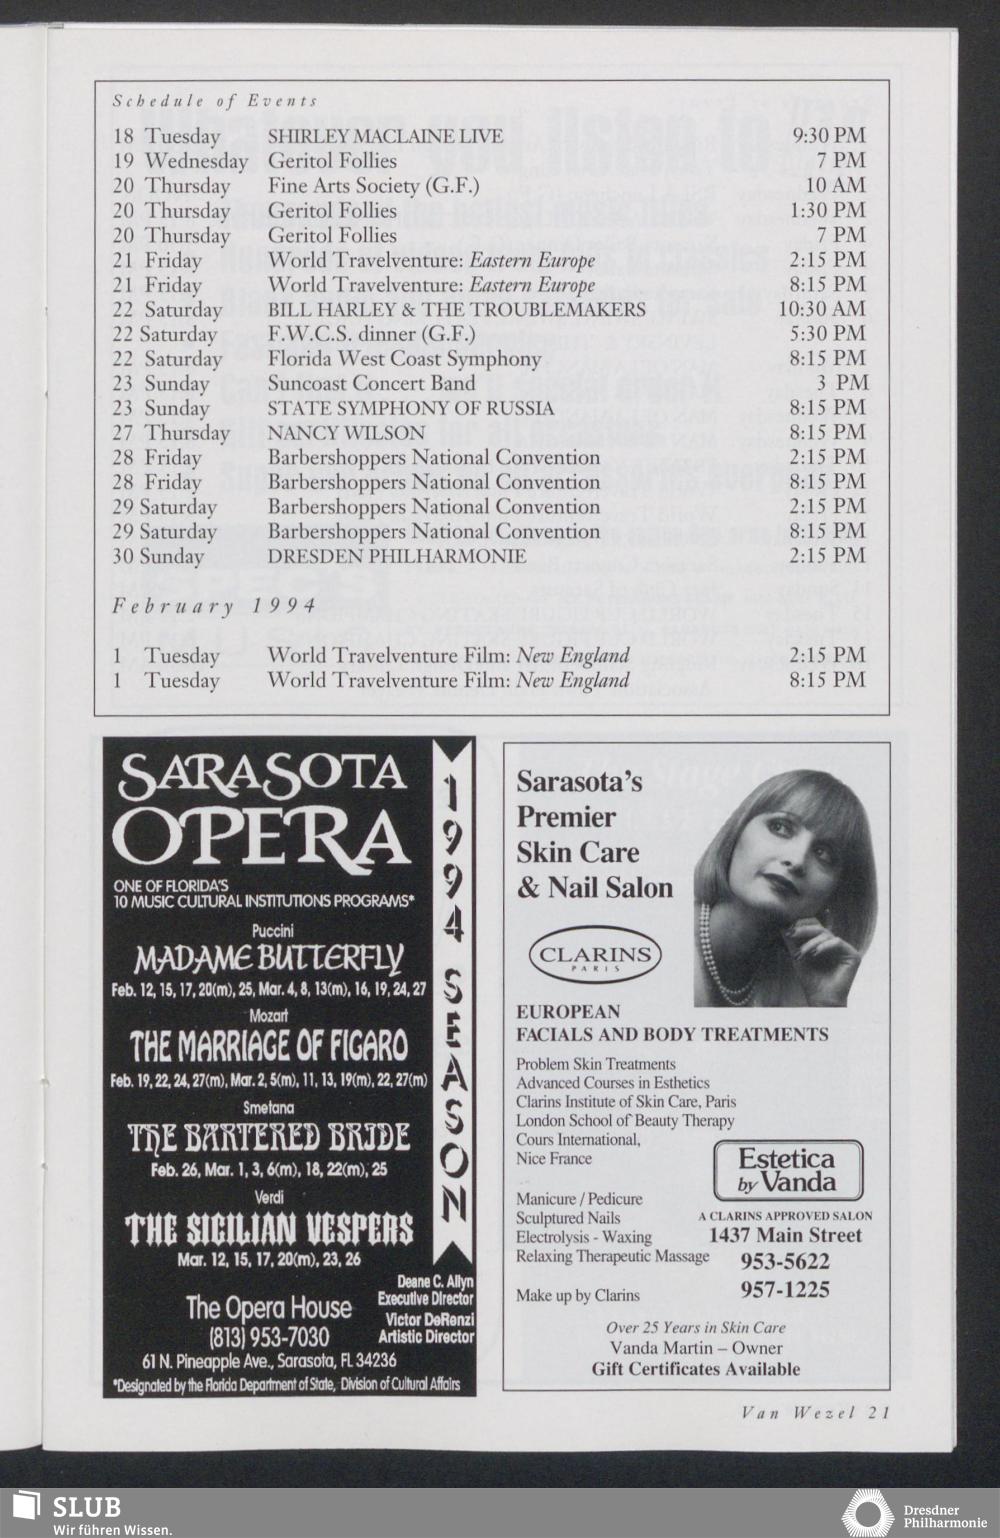 Schedule of Events
18 Tuesday SHIRLEY MACLAINE LIVE 9:30 PM
19 Wednesday Geritol Follies 7 PM
20 Thursday Fine Arts Society (G.F.) 10 AM
20 Thursday Geritol Follies 1:30 PM
20 Thursday Geritol Follies 7 PM
21 Friday World Travelventure: Eastern Europe 2:15 PM
21 Friday World Travelventure: Eastern Europe 8:15 PM
22 Saturday BILL HARLEY & THE TROUBLEMAKERS 10:30 AM
22 Saturday F.W.C.S. dinner (G.F.) 5:30 PM
22 Saturday Florida West Coast Symphony 8:15 PM
23 Sunday Suncoast Concert Band 3 PM
23 Sunday STATE SYMPHONY OF RUSSIA 8:15 PM
27 Thursday NANCY WILSON 8:15 PM
28 Friday Barbershoppers National Convention 2:15 PM
28 Friday Barbershoppers National Convention 8:15 PM
29 Saturday Barbershoppers National Convention 2:15 PM
29 Saturday Barbershoppers National Convention 8:15 PM
30 Sunday DRESDEN PHILHARMONIE 2:15 PM
February 1994
1 Tuesday World Travelventure Film: New England 2:15 PM
1 Tuesday World Travelventure Film: New England 8:15 PM
SARASOTA
OPERA
ONE OF FLORIDA'S
10 MUSIC CULTURAL INSTITUTIONS PROGRAMS*
Puccini
MADAME BUTTERFLY
Feb. 12, 15, 17, 20(m), 25, Mar. 4, 8, 13(m), 16, 19, 24, 27
Mozart
THE MARRIAGE OF FIGARO
Feb. 19, 22, 24, 27(m), Mar. 2, 5(m), 11, 13, 19(m), 22, 27(m)
Smetana
THE BARTERED BRIDE
Feb. 26, Mar. 1, 3, 6(m), 18, 22(m), 25
Verdi
THE SICILIAN VESPERS
Mar. 12, 15, 17, 20(m), 23, 26
1994 SEASON
Deane C. Allyn
Executive Director
Victor DeRenzi
Artistic Director
The Opera House
(813) 953-7030
61 N. Pineapple Ave., Sarasota, FL 34236
*Designated by the Florida Department of State, Division of Cultural Affairs
Sarasota's
Premier
Skin Care
& Nail Salon
CLARINS
PARIS
EUROPEAN
FACIALS AND BODY TREATMENTS
Problem Skin Treatments
Advanced Courses in Esthetics
Clarins Institute of Skin Care, Paris
London School of Beauty Therapy
Cours International,
Nice France
Manicure / Pedicure
Sculptured Nails
Electrolysis - Waxing
Relaxing Therapeutic Massage
Make up by Clarins
Estetica
by Vanda
A CLARINS APPROVED SALON
1437 Main Street
953-5622
957-1225
Over 25 Years in Skin Care
Vanda Martin – Owner
Gift Certificates Available
Van Wezel 21
SLUB
Wir führen Wissen.
Dresdner
Philharmonie